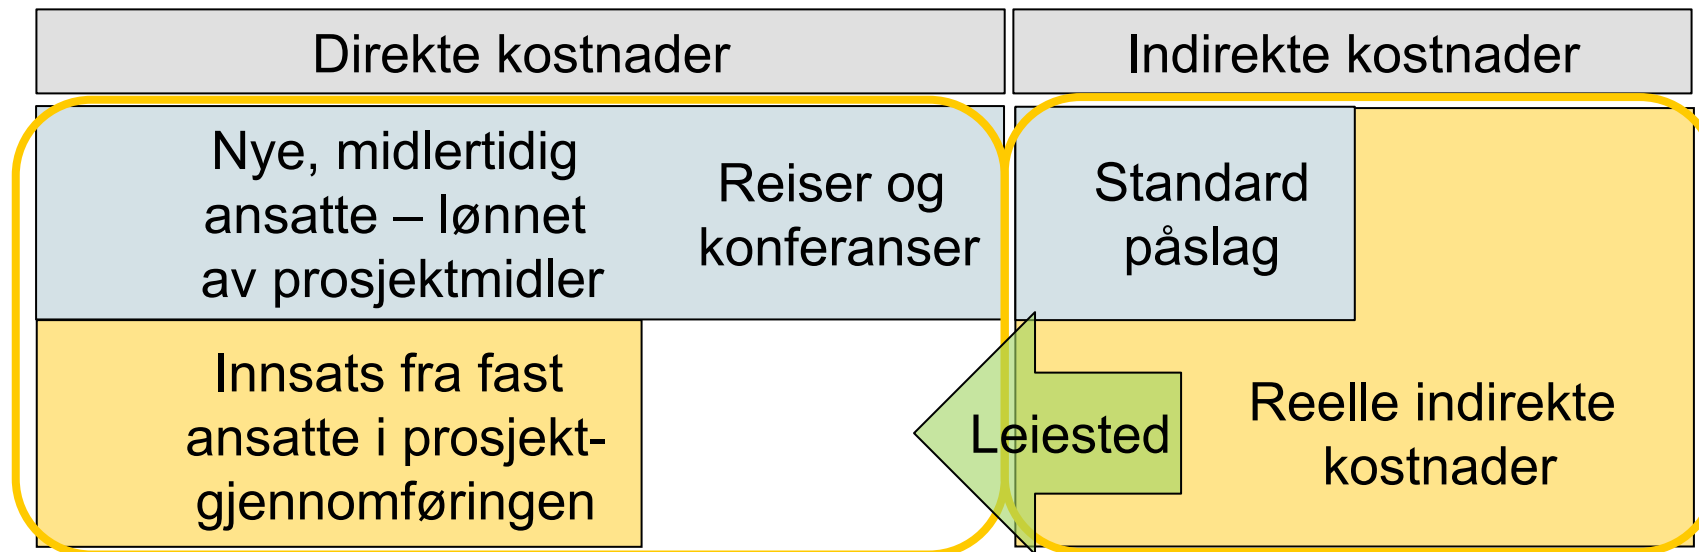 Direkte kostnader
Indirekte kostnader
Nye, midlertidig
ansatte – lønnet
av prosjektmidler
Reiser og
konferanser
Standard
påslag
Innsats fra fast
ansatte i prosjekt-
gjennomføringen
Leiested
Reelle indirekte
kostnader